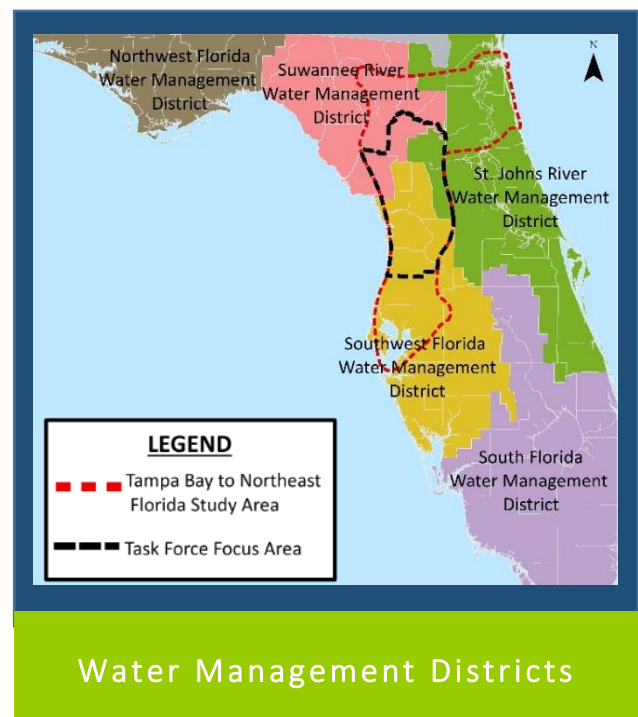 Northwest Florida
Water Management
District
Suwannee River
Water Management
District
N
St. Johns River
Water Management
District
Southwest Florida
Water Management
District
South Florida
Water Management
District
LEGEND
Tampa Bay to Northeast
Florida Study Area
Task Force Focus Area
Water Management Districts